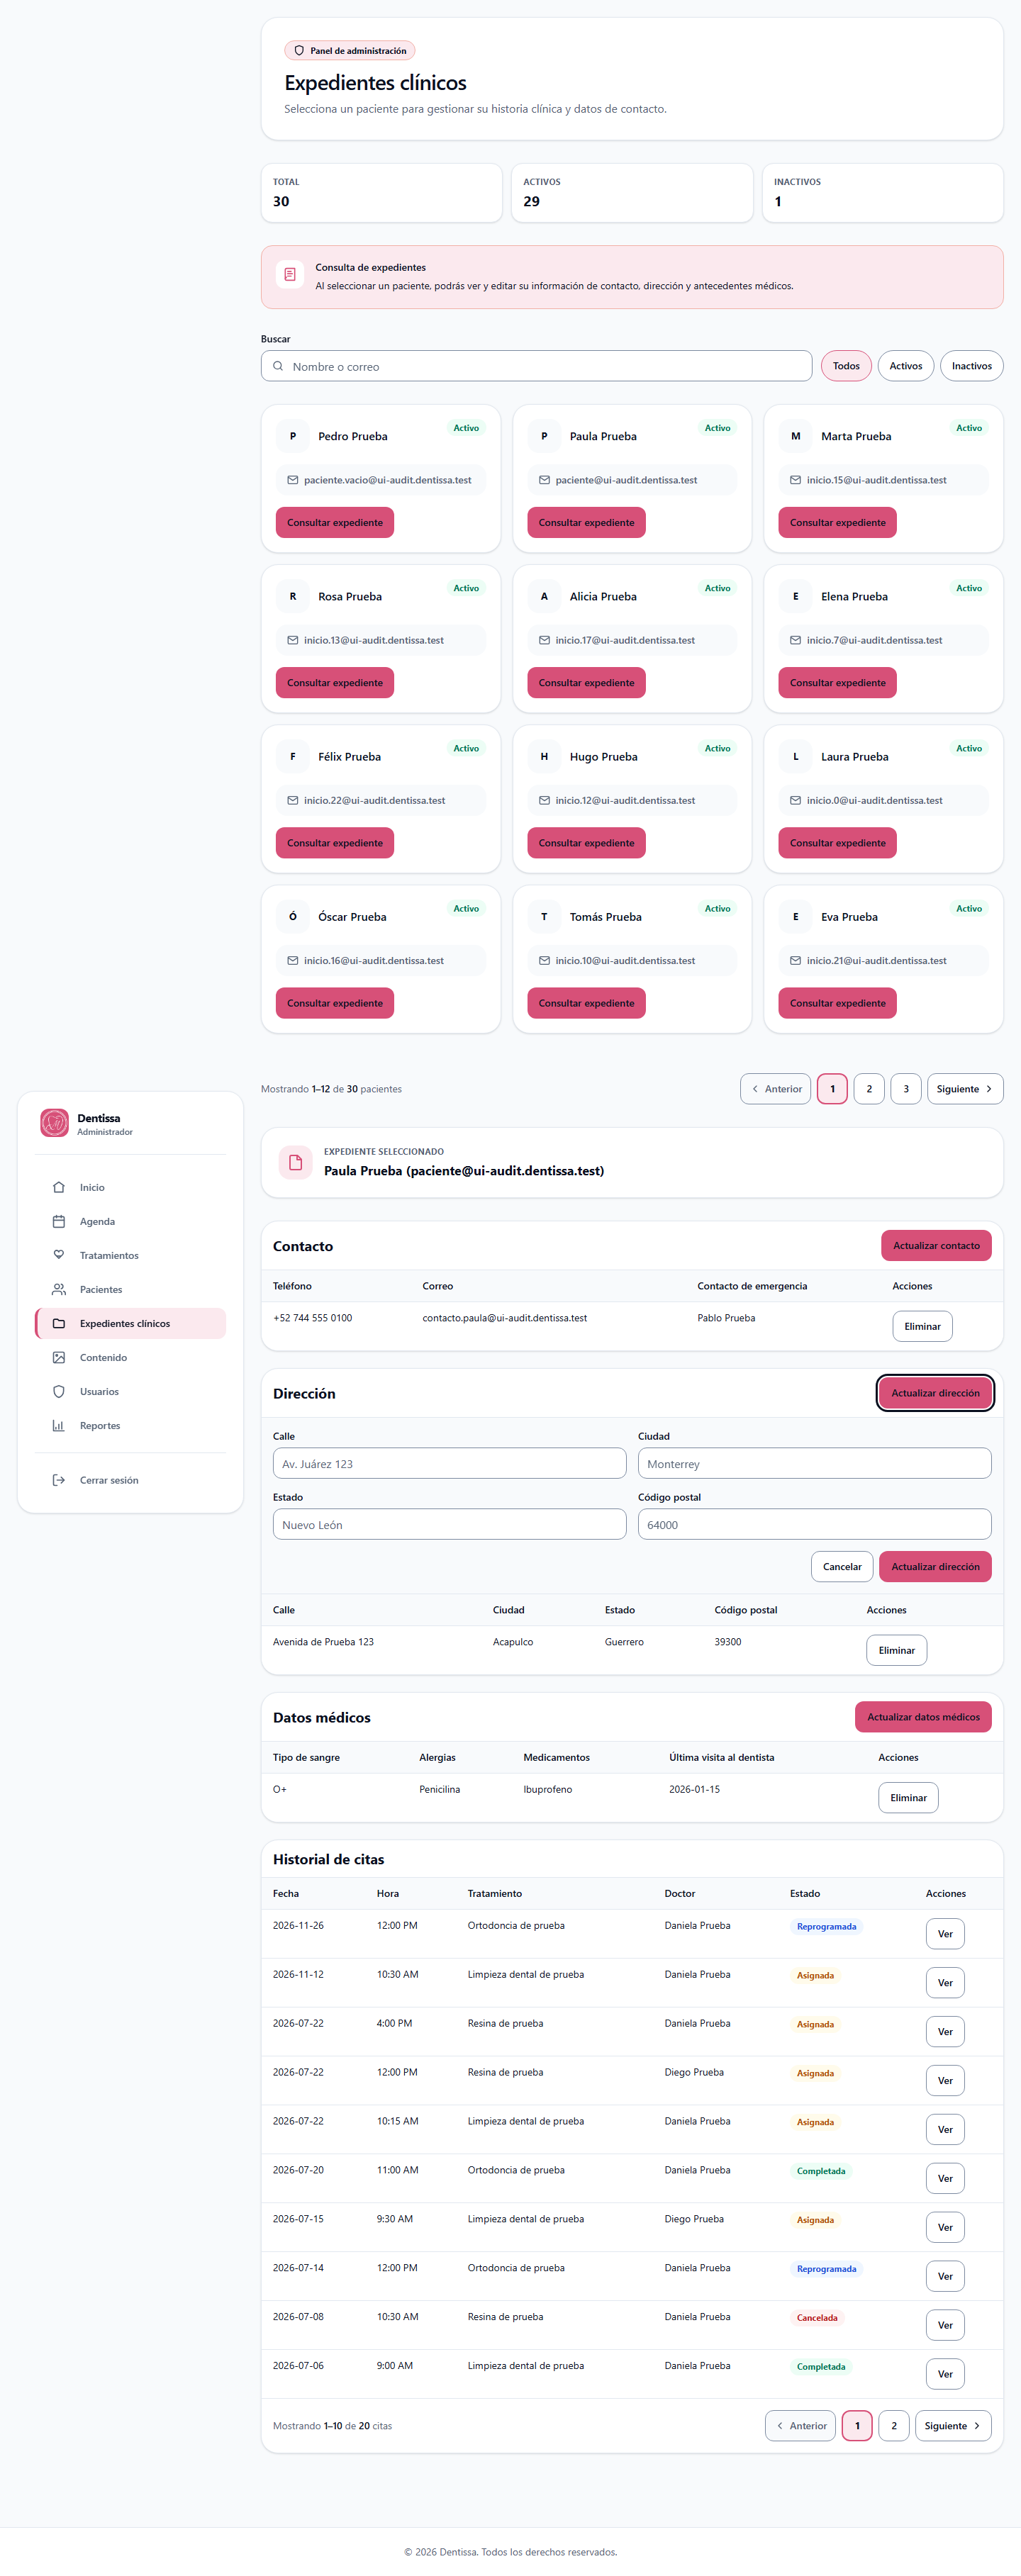 Panel de administración
Expedientes clínicos
Selecciona un paciente para gestionar su historia clínica y datos de contacto.
TOTAL
30
ACTIVOS
29
INACTIVOS
1
Consulta de expedientes
Al seleccionar un paciente, podrás ver y editar su información de contacto, dirección y antecedentes médicos.
Buscar
Nombre o correo
Todos Activos Inactivos
P Pedro Prueba Activo
paciente.vacio@ui-audit.dentissa.test
Consultar expediente
P Paula Prueba Activo
paciente@ui-audit.dentissa.test
Consultar expediente
M Marta Prueba Activo
inicio.15@ui-audit.dentissa.test
Consultar expediente
R Rosa Prueba Activo
inicio.13@ui-audit.dentissa.test
Consultar expediente
A Alicia Prueba Activo
inicio.17@ui-audit.dentissa.test
Consultar expediente
E Elena Prueba Activo
inicio.7@ui-audit.dentissa.test
Consultar expediente
F Félix Prueba Activo
inicio.22@ui-audit.dentissa.test
Consultar expediente
H Hugo Prueba Activo
inicio.12@ui-audit.dentissa.test
Consultar expediente
L Laura Prueba Activo
inicio.0@ui-audit.dentissa.test
Consultar expediente
Ó Óscar Prueba Activo
inicio.16@ui-audit.dentissa.test
Consultar expediente
T Tomás Prueba Activo
inicio.10@ui-audit.dentissa.test
Consultar expediente
E Eva Prueba Activo
inicio.21@ui-audit.dentissa.test
Consultar expediente
Mostrando 1–12 de 30 pacientes
Anterior 1 2 3 Siguiente
Dentissa
Administrador
Inicio
Agenda
Tratamientos
Pacientes
Expedientes clínicos
Contenido
Usuarios
Reportes
Cerrar sesión
EXPEDIENTE SELECCIONADO
Paula Prueba (paciente@ui-audit.dentissa.test)
Contacto
Actualizar contacto
Teléfono Correo Contacto de emergencia Acciones
+52 744 555 0100 contacto.paula@ui-audit.dentissa.test Pablo Prueba Eliminar
Dirección
Actualizar dirección
Calle
Av. Juárez 123
Ciudad
Monterrey
Estado
Nuevo León
Código postal
64000
Cancelar Actualizar dirección
Calle Ciudad Estado Código postal Acciones
Avenida de Prueba 123 Acapulco Guerrero 39300 Eliminar
Datos médicos
Actualizar datos médicos
Tipo de sangre Alergias Medicamentos Última visita al dentista Acciones
O+ Penicilina Ibuprofeno 2026-01-15 Eliminar
Historial de citas
Fecha Hora Tratamiento Doctor Estado Acciones
2026-11-26 12:00 PM Ortodoncia de prueba Daniela Prueba Reprogramada Ver
2026-11-12 10:30 AM Limpieza dental de prueba Daniela Prueba Asignada Ver
2026-07-22 4:00 PM Resina de prueba Daniela Prueba Asignada Ver
2026-07-22 12:00 PM Resina de prueba Diego Prueba Asignada Ver
2026-07-22 10:15 AM Limpieza dental de prueba Daniela Prueba Asignada Ver
2026-07-20 11:00 AM Ortodoncia de prueba Daniela Prueba Completada Ver
2026-07-15 9:30 AM Limpieza dental de prueba Diego Prueba Asignada Ver
2026-07-14 12:00 PM Ortodoncia de prueba Daniela Prueba Reprogramada Ver
2026-07-08 10:30 AM Resina de prueba Daniela Prueba Cancelada Ver
2026-07-06 9:00 AM Limpieza dental de prueba Daniela Prueba Completada Ver
Mostrando 1–10 de 20 citas
Anterior 1 2 Siguiente
© 2026 Dentissa. Todos los derechos reservados.